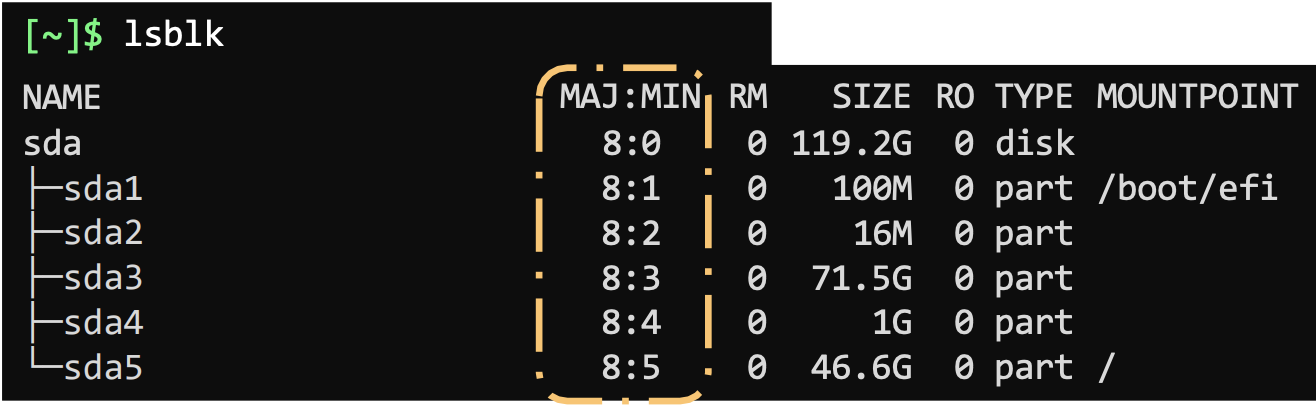 [~]$ lsblk
NAME MAJ:MIN RM SIZE RO TYPE MOUNTPOINT
sda 8:0 0 119.2G 0 disk
├─sda1 8:1 0 100M 0 part /boot/efi
├─sda2 8:2 0 16M 0 part
├─sda3 8:3 0 71.5G 0 part
├─sda4 8:4 0 1G 0 part
└─sda5 8:5 0 46.6G 0 part /